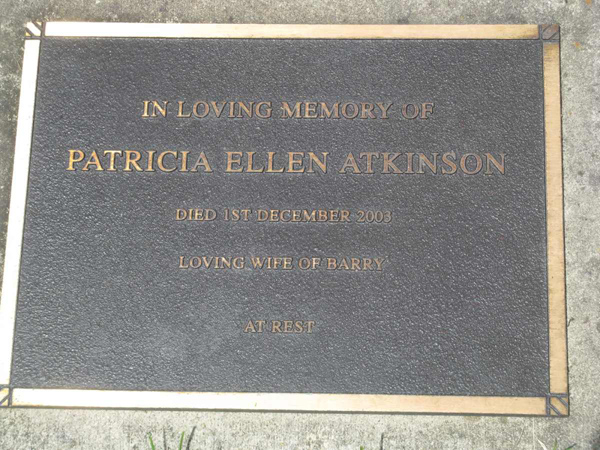 IN LOVING MEMORY OF
PATRICIA ELLEN ATKINSON
DIED 1ST DECEMBER 2003
LOVING WIFE OF BARRY
AT REST